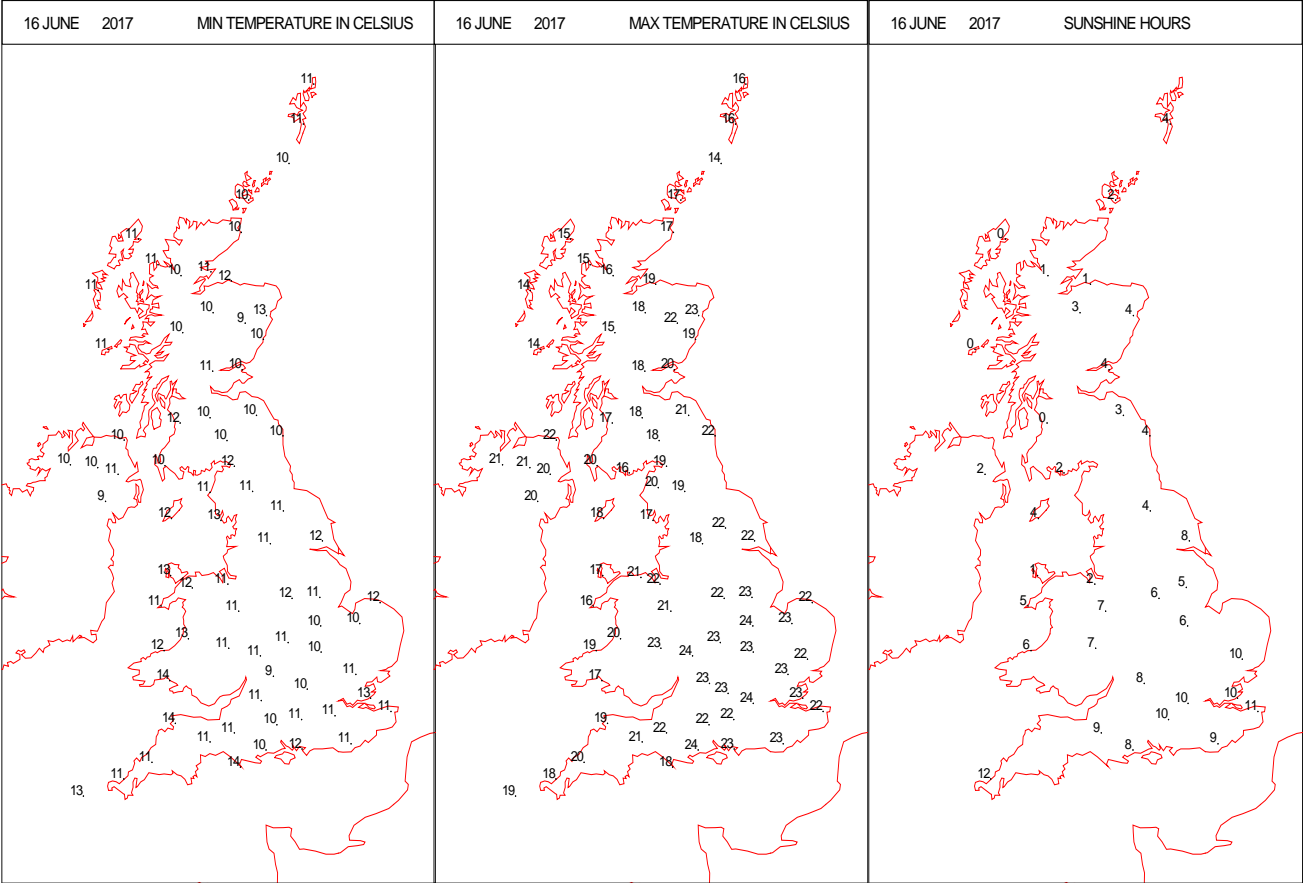 16 JUNE 2017 MIN TEMPERATURE IN CELSIUS
11.
11.
10.
10.
10.
11.
11. 10. 11. 12.
11. 10. 9. 13.
10. 10.
11.
11. 10.
12. 10. 10.
10. 10. 10.
10. 10. 11. 10. 12.
9. 11. 11.
12. 13. 11.
11. 12.
13. 12. 11.
11. 11. 12. 11. 12.
10. 10.
12. 13. 11. 11. 11. 10.
14. 9. 10. 11.
11. 13. 11.
14. 11. 10. 11. 11.
11. 10. 12. 11.
11. 11. 14.
13.
16 JUNE 2017 MAX TEMPERATURE IN CELSIUS
16.
16.
14.
17.
17.
15.
15. 16. 19.
14. 18. 22. 23.
15. 19.
14.
18. 20.
17. 18. 21.
22. 18. 22.
21. 21. 20. 20. 16. 19.
20. 20. 19.
18. 17. 22.
18. 22.
17. 21. 22.
16. 21. 22. 23. 22.
24. 23.
19. 20. 23. 24. 23. 23. 22.
17. 23. 23. 23.
24. 23. 22.
19. 22. 22. 22.
21. 24. 23. 23.
20. 18.
18.
19.
16 JUNE 2017 SUNSHINE HOURS
4.
2.
0.
1. 1.
3. 4.
0.
4.
0. 3.
4.
2. 2.
4. 4.
8.
1. 2. 5.
5. 7. 6.
6.
6. 7. 10.
8.
10. 10. 11.
9. 10.
8. 9.
12.